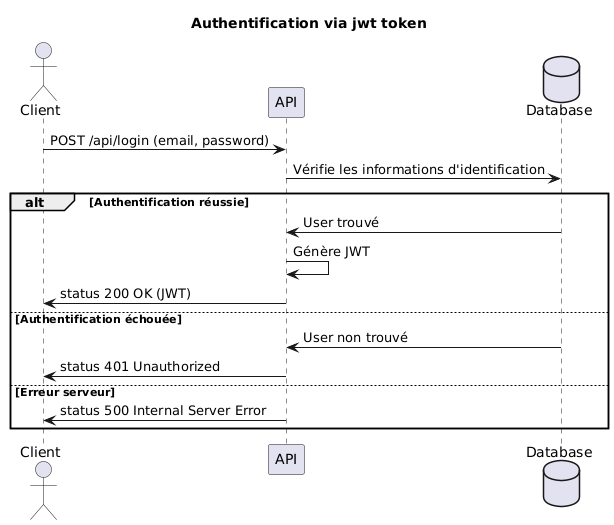 Authentification via jwt token
Client
API
Database
POST /api/login (email, password)
Vérifie les informations d'identification
alt [Authentification réussie]
User trouvé
Génère JWT
status 200 OK (JWT)
[Authentification échouée]
User non trouvé
status 401 Unauthorized
[Erreur serveur]
status 500 Internal Server Error
Client
API
Database